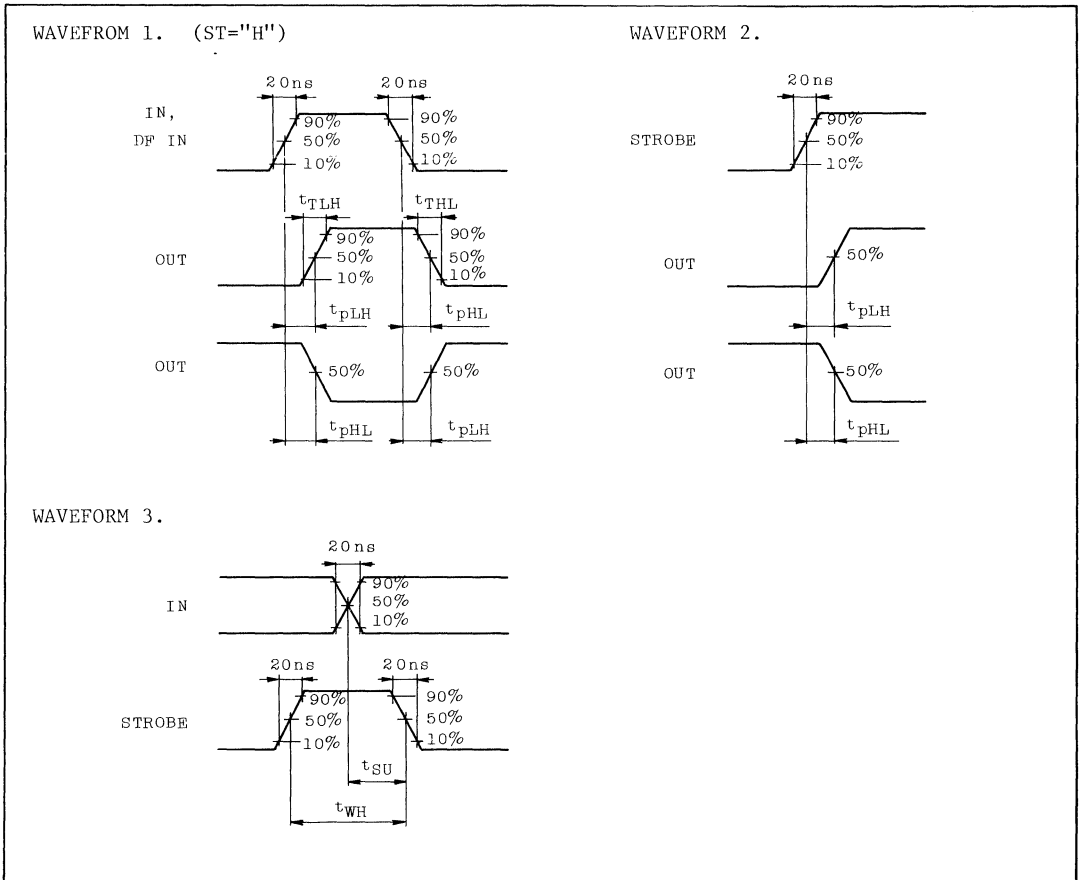 WAVEFROM 1. (ST="H")
20ns 20ns
IN,
DF IN
90% 90%
50% 50%
10% 10%
tTLH tTHL
OUT
90% 90%
50% 50%
10% 10%
tpLH tpHL
OUT
50% 50%
tpHL tpLH
WAVEFORM 2.
20ns
STROBE
90%
50%
10%
OUT
50%
tpLH
OUT
50%
tpHL
WAVEFORM 3.
20ns
IN
90%
50%
10%
20ns 20ns
STROBE
90% 90%
50% 50%
10% 10%
tSU
tWH